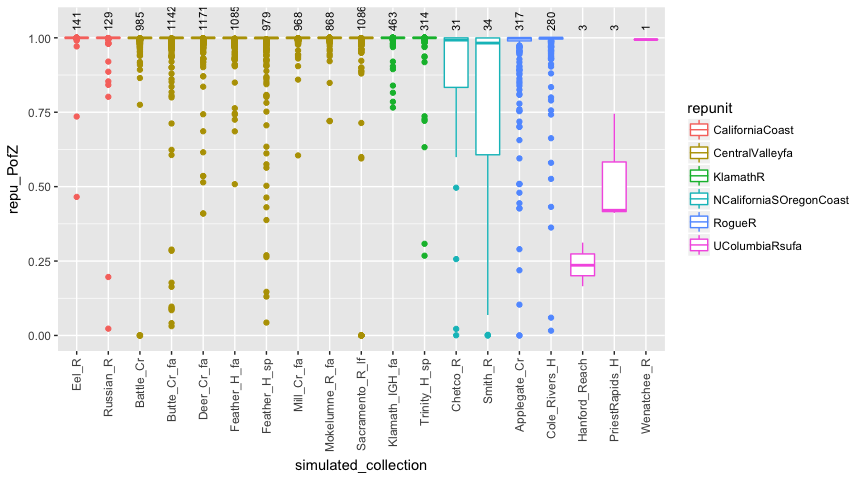 141 129 985 1142 1171 1085 979 968 868 1086 463 314 31 34 317 280 3 3 1
repu_PofZ
1.00
0.75
0.50
0.25
0.00
Eel_R
Russian_R
Battle_Cr
Butte_Cr_fa
Deer_Cr_fa
Feather_H_fa
Feather_H_sp
Mill_Cr_fa
Mokelumne_R_fa
Sacramento_R_lf
Klamath_IGH_fa
Trinity_H_sp
Chetco_R
Smith_R
Applegate_Cr
Cole_Rivers_H
Hanford_Reach
PriestRapids_H
Wenatchee_R
simulated_collection
repunit
CaliforniaCoast
CentralValleyfa
KlamathR
NCaliforniaSOregonCoast
RogueR
UColumbiaRsufa